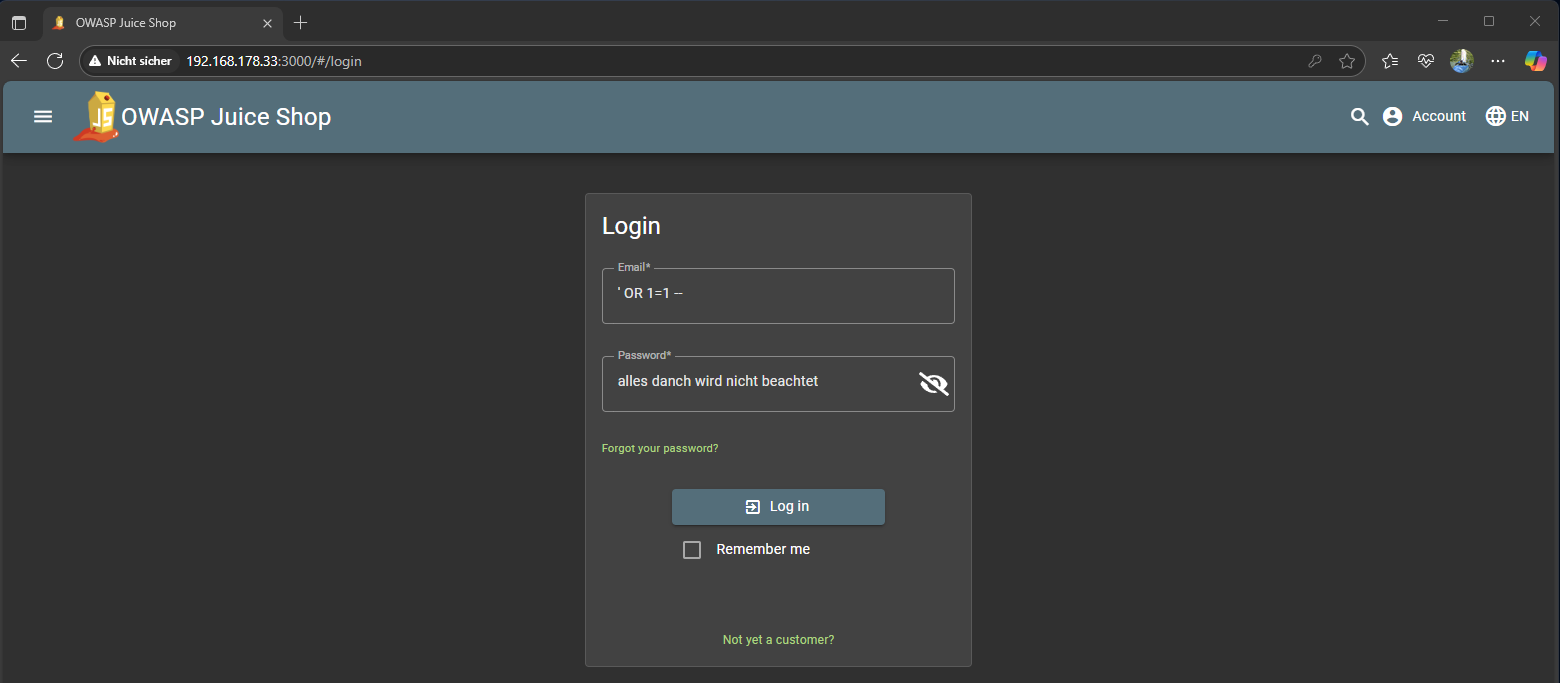 OWASP Juice Shop
Nicht sicher 192.168.178.33:3000/#/login
JS OWASP Juice Shop Account EN
Login
Email*
' OR 1=1 --
Password*
alles danch wird nicht beachtet
Forgot your password?
Log in
Remember me
Not yet a customer?